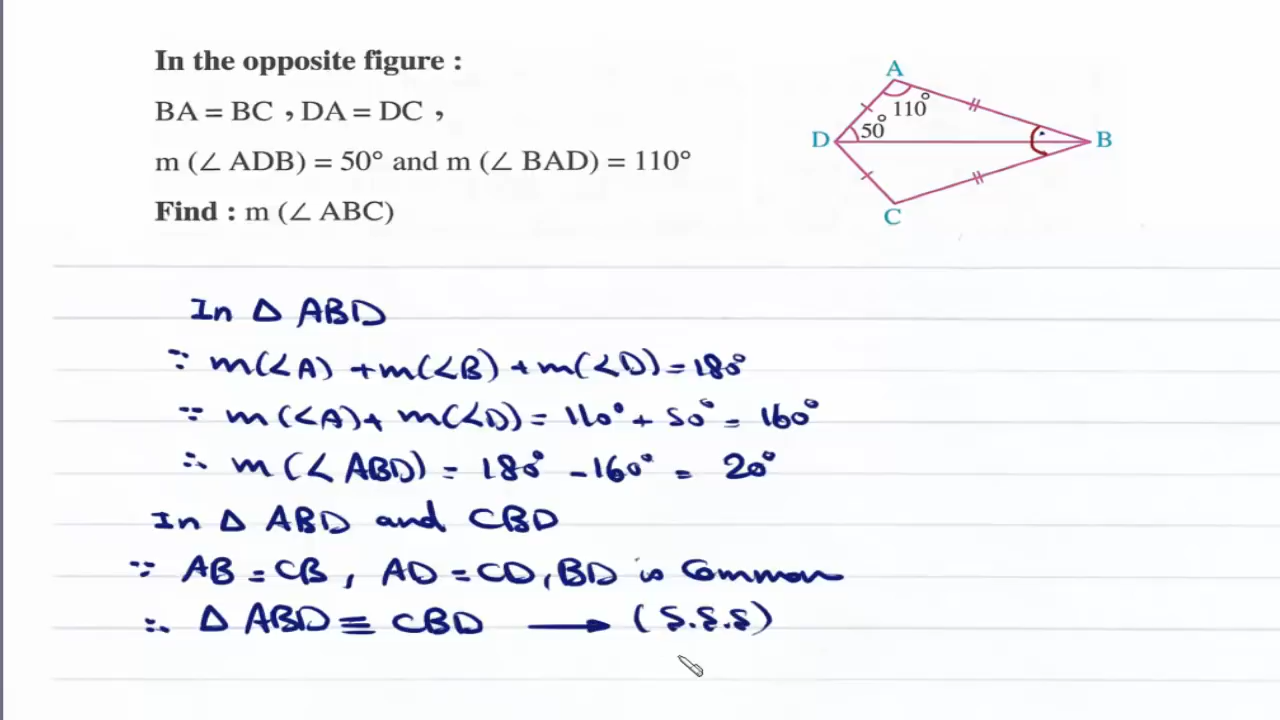 In the opposite figure :
BA = BC , DA = DC ,
m (∠ ADB) = 50° and m (∠ BAD) = 110°
Find : m (∠ ABC)
A
110°
50°
D
B
C
In Δ ABD
∵ m(∠A) + m(∠B) + m(∠D) = 180°
∵ m(∠A) + m(∠D) = 110° + 50° = 160°
∴ m(∠ABD) = 180° - 160° = 20°
In Δ ABD and CBD
∵ AB = CB, AD = CD, BD is Common
∴ Δ ABD ≡ CBD ⟶ (S.S.S)